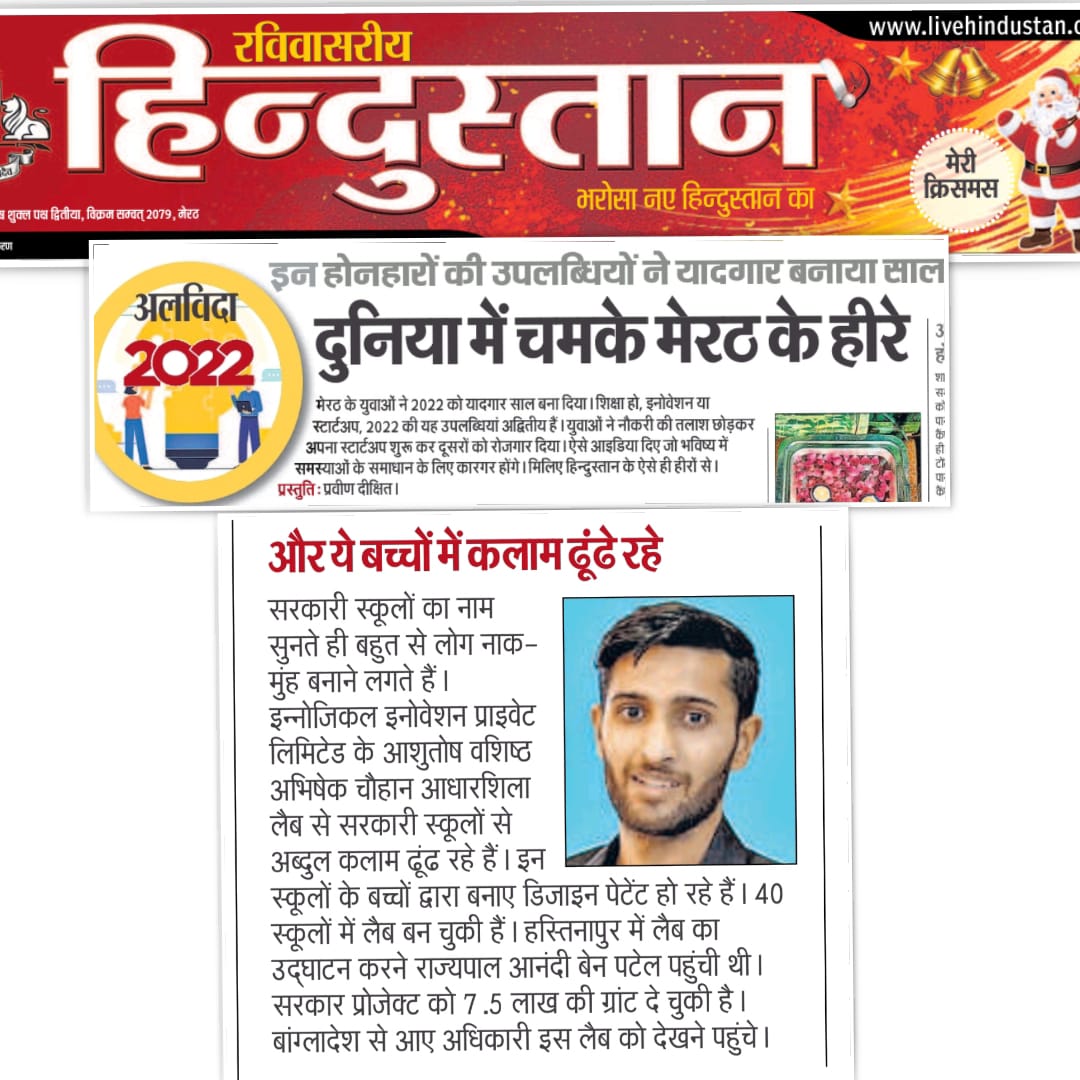 www.livehindustan.c
रविवासरीय
हिन्दुस्तान
भरोसा नए हिन्दुस्तान का
मेरी
क्रिसमस
शुक्ल पक्ष द्वितीया, विक्रम सम्वत् 2079, मेरठ
अलविदा
2022
इन होनहारों की उपलब्धियों ने यादगार बनाया साल
दुनिया में चमके मेरठ के हीरे
मेरठ के युवाओं ने 2022 को यादगार साल बना दिया। शिक्षा हो, इनोवेशन या
स्टार्टअप, 2022 की यह उपलब्धियां अद्वितीय हैं। युवाओं ने नौकरी की तलाश छोड़कर
अपना स्टार्टअप शुरू कर दूसरों को रोजगार दिया। ऐसे आइडिया दिए जो भविष्य में
समस्याओं के समाधान के लिए कारगर होंगे। मिलिए हिन्दुस्तान के ऐसे ही हीरों से।
प्रस्तुति : प्रवीण दीक्षित।
और ये बच्चों में कलाम ढूंढे रहे
सरकारी स्कूलों का नाम
सुनते ही बहुत से लोग नाक-
मुंह बनाने लगते हैं।
इन्नोजिकल इनोवेशन प्राइवेट
लिमिटेड के आशुतोष वशिष्ठ
अभिषेक चौहान आधारशिला
लैब से सरकारी स्कूलों से
अब्दुल कलाम ढूंढ रहे हैं। इन
स्कूलों के बच्चों द्वारा बनाए डिजाइन पेटेंट हो रहे हैं। 40
स्कूलों में लैब बन चुकी हैं। हस्तिनापुर में लैब का
उद्घाटन करने राज्यपाल आनंदी बेन पटेल पहुंची थी।
सरकार प्रोजेक्ट को 7.5 लाख की ग्रांट दे चुकी है।
बांग्लादेश से आए अधिकारी इस लैब को देखने पहुंचे।